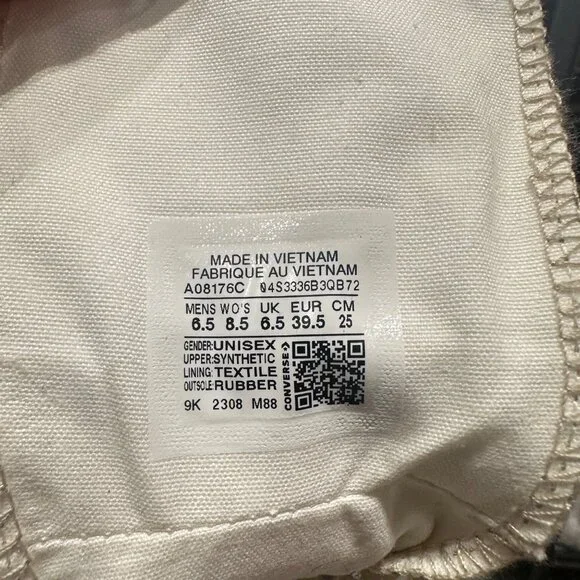 MADE IN VIETNAM
FABRIQUE AU VIETNAM
A08176C 04S3336B3QB72
MENS WO'S UK EUR CM
6.5 8.5 6.5 39.5 25
GENDER:UNISEX
UPPER:SYNTHETIC
LINING:TEXTILE
OUTSOLE:RUBBER
CONVERSE
9K 2308 M88